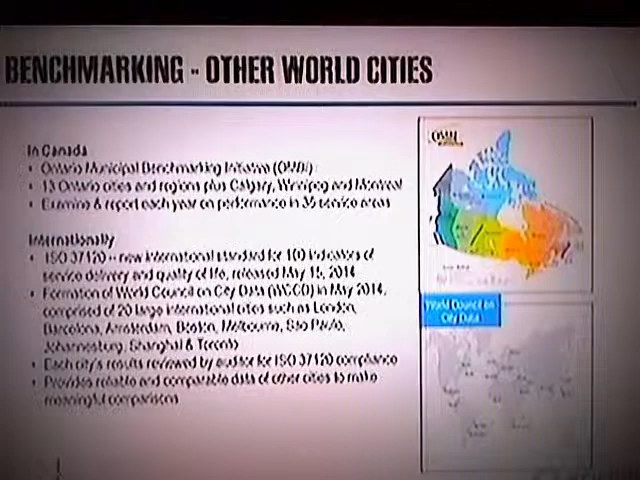 BENCHMARKING - OTHER WORLD CITIES
In Canada
• Ontario Municipal Benchmarking Initiative (OMBI)
• 13 Ontario cities and regions plus Calgary, Winnipeg and Montreal
• Examine & report each year on performance in 35 service areas
Internationally
• ISO 37120 - new international standard for 100 indicators of
service delivery and quality of life, released May 15, 2014
• Formation of World Council on City Data (WCCD) in May 2014,
comprised of 20 large international cities such as London,
Barcelona, Amsterdam, Boston, Melbourne, Sao Paulo,
Johannesburg, Shanghai & Toronto
• Each city's results reviewed by auditor for ISO 37120 compliance
• Provides reliable and comparable data of other cities to make
meaningful comparisons
OMBI
World Council on
City Data